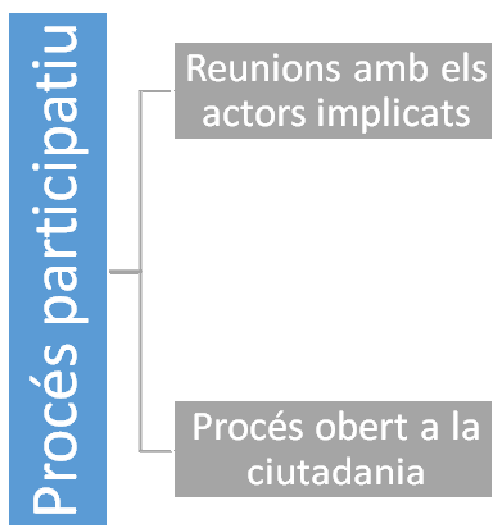 Procés participatiu
Reunions amb els
actors implicats
Procés obert a la
ciutadania